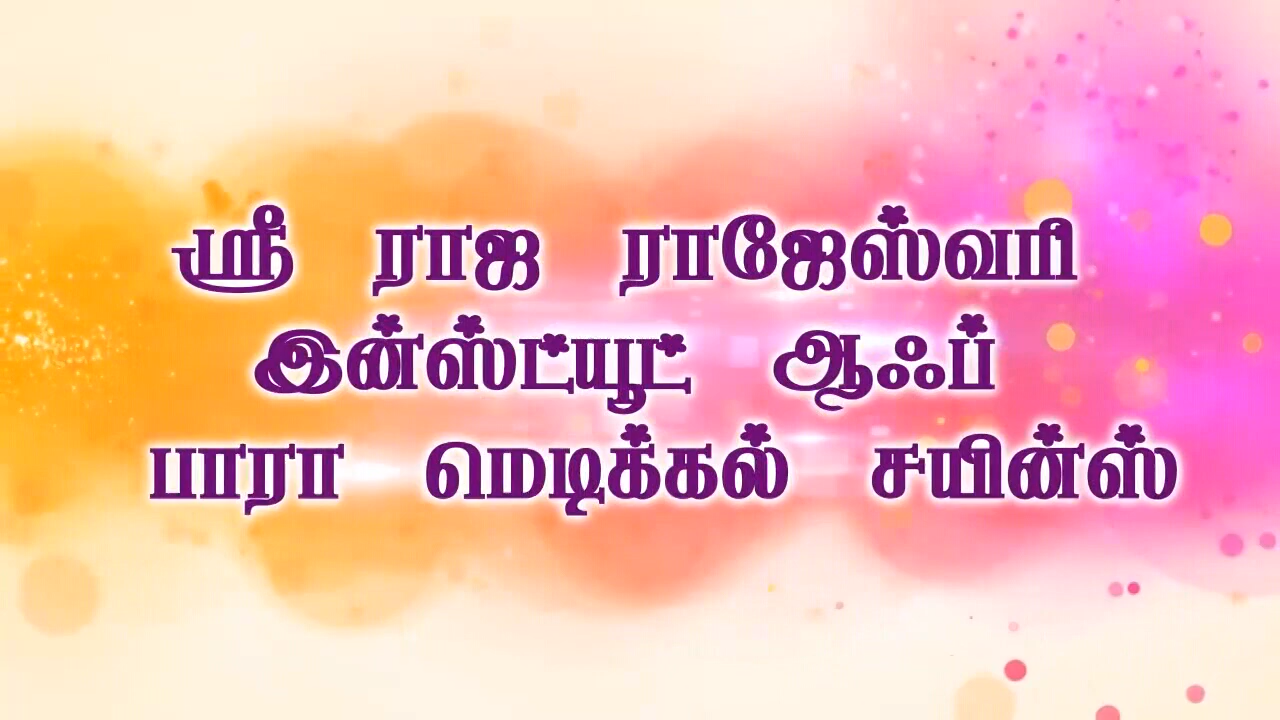 ஸ்ரீ ராஜ ராஜேஸ்வரி
இன்ஸ்ட்யூட் ஆஃப்
பாரா மெடிக்கல் சயின்ஸ்